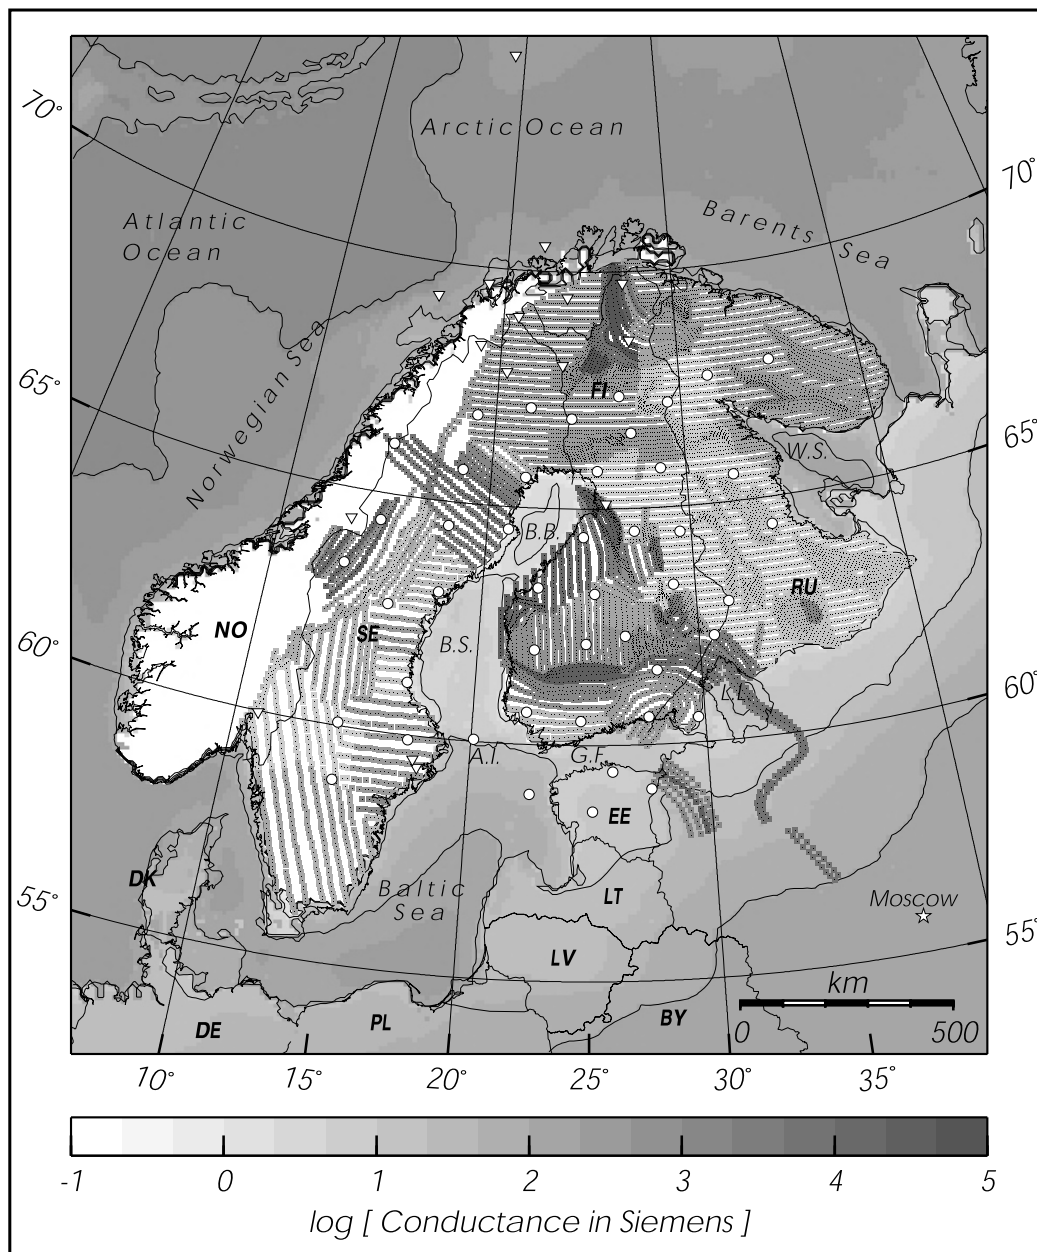 70°
Arctic Ocean
70°
Atlantic
Ocean
Barents Sea
Norwegian Sea
65°
FI
65°
W.S.
B.B.
RU
NO
SE
B.S.
60°
60°
L.L.
A.I.
G.F.
EE
DK
Baltic
Sea
LT
Moscow
55°
55°
LV
km
DE
PL
BY
0
500
10°
15°
20°
25°
30°
35°
-1
0
1
2
3
4
5
log [ Conductance in Siemens ]